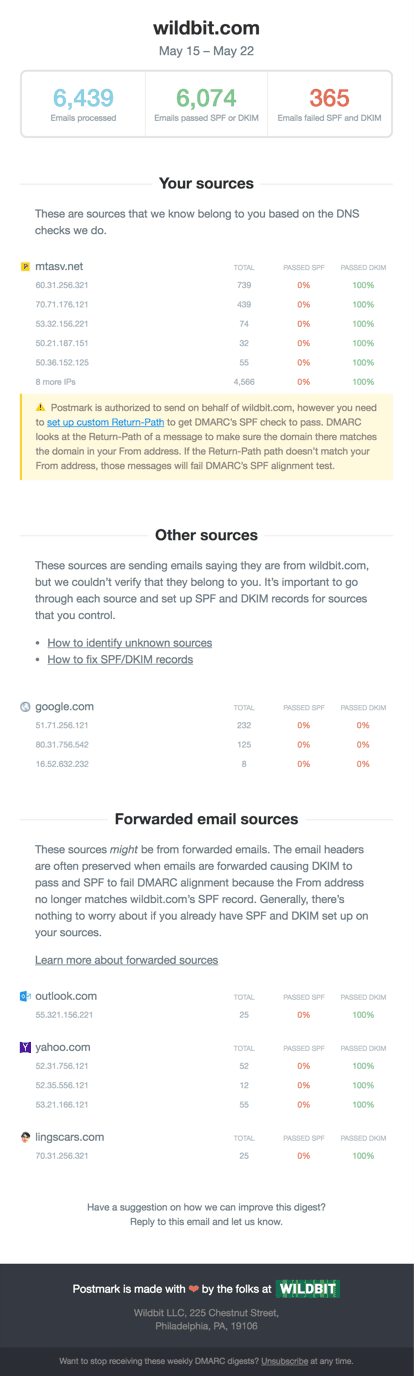 wildbit.com
May 15 – May 22
6,439 6,074 365
Emails processed Emails passed SPF or DKIM Emails failed SPF and DKIM
Your sources
These are sources that we know belong to you based on the DNS
checks we do.
mtasv.net TOTAL PASSED SPF PASSED DKIM
60.31.256.321 739 0% 100%
70.71.176.121 439 0% 100%
53.32.156.221 74 0% 100%
50.21.187.151 32 0% 100%
50.36.152.125 55 0% 100%
8 more IPs 4,566 0% 100%
Postmark is authorized to send on behalf of wildbit.com, however you need
to set up custom Return-Path to get DMARC's SPF check to pass. DMARC
looks at the Return-Path of a message to make sure the domain there matches
the domain in your From address. If the Return-Path path doesn't match your
From address, those messages will fail DMARC's SPF alignment test.
Other sources
These sources are sending emails saying they are from wildbit.com,
but we couldn't verify that they belong to you. It's important to go
through each source and set up SPF and DKIM records for sources
that you control.
• How to identify unknown sources
• How to fix SPF/DKIM records
google.com TOTAL PASSED SPF PASSED DKIM
51.71.256.121 232 0% 0%
80.31.756.542 125 0% 0%
16.52.632.232 8 0% 0%
Forwarded email sources
These sources might be from forwarded emails. The email headers
are often preserved when emails are forwarded causing DKIM to
pass and SPF to fail DMARC alignment because the From address
no longer matches wildbit.com's SPF record. Generally, there's
nothing to worry about if you already have SPF and DKIM set up on
your sources.
Learn more about forwarded sources
outlook.com TOTAL PASSED SPF PASSED DKIM
55.321.156.221 25 0% 100%
yahoo.com TOTAL PASSED SPF PASSED DKIM
52.31.756.121 52 0% 100%
52.35.556.121 12 0% 100%
53.21.166.121 55 0% 100%
lingscars.com TOTAL PASSED SPF PASSED DKIM
70.31.256.321 25 0% 100%
Have a suggestion on how we can improve this digest?
Reply to this email and let us know.
Postmark is made with ❤ by the folks at WILDBIT
Wildbit LLC, 225 Chestnut Street,
Philadelphia, PA, 19106
Want to stop receiving these weekly DMARC digests? Unsubscribe at any time.